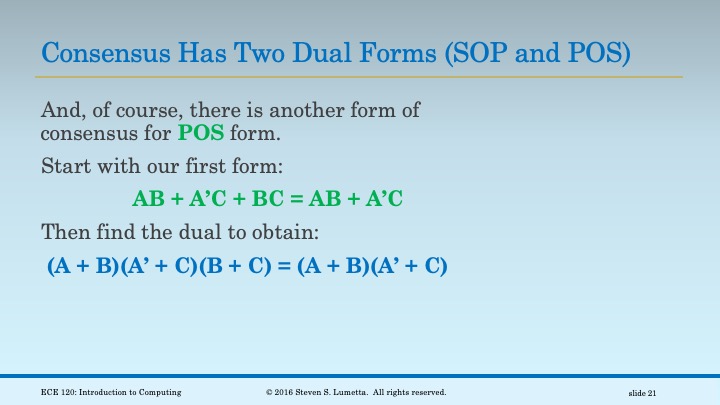 Consensus Has Two Dual Forms (SOP and POS)
And, of course, there is another form of
consensus for POS form.
Start with our first form:
AB + A’C + BC = AB + A’C
Then find the dual to obtain:
(A + B)(A’ + C)(B + C) = (A + B)(A’ + C)
ECE 120: Introduction to Computing
© 2016 Steven S. Lumetta. All rights reserved.
slide 21